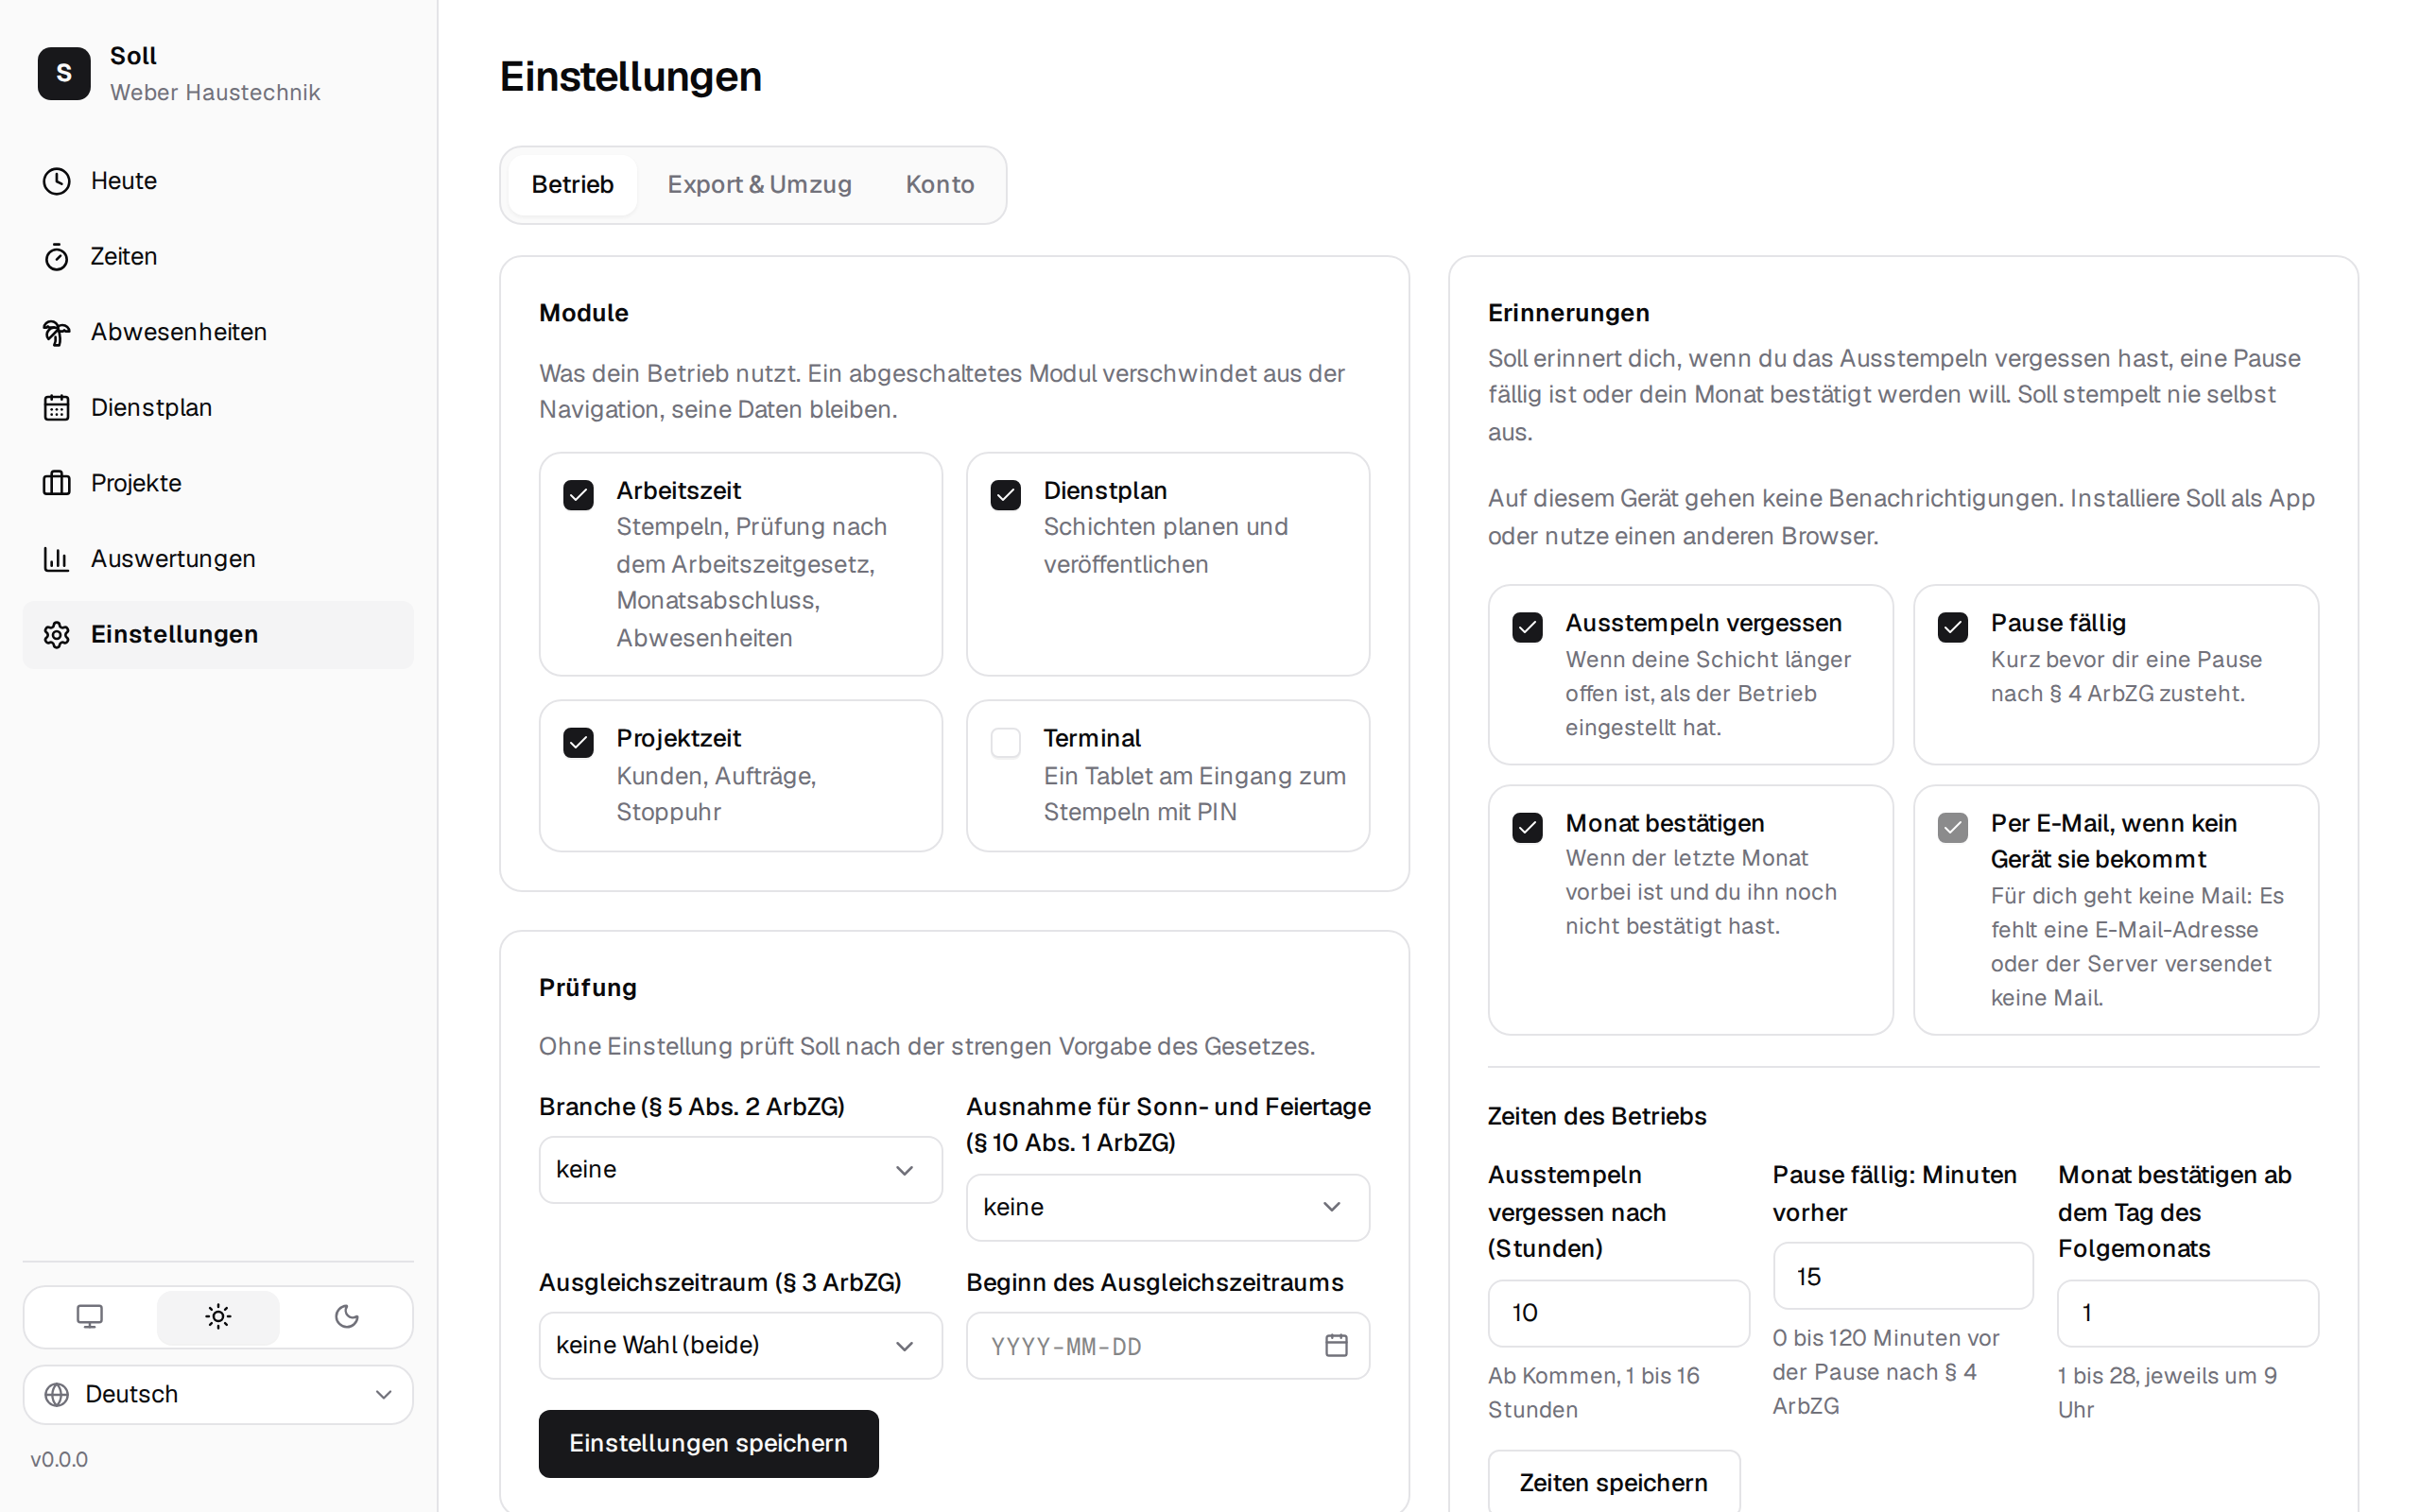 S
Soll
Weber Haustechnik
Heute
Zeiten
Abwesenheiten
Dienstplan
Projekte
Auswertungen
Einstellungen
Deutsch
v0.0.0
Einstellungen
Betrieb
Export & Umzug
Konto
Module
Was dein Betrieb nutzt. Ein abgeschaltetes Modul verschwindet aus der
Navigation, seine Daten bleiben.
Arbeitszeit
Stempeln, Prüfung nach
dem Arbeitszeitgesetz,
Monatsabschluss,
Abwesenheiten
Dienstplan
Schichten planen und
veröffentlichen
Projektzeit
Kunden, Aufträge,
Stoppuhr
Terminal
Ein Tablet am Eingang zum
Stempeln mit PIN
Prüfung
Ohne Einstellung prüft Soll nach der strengen Vorgabe des Gesetzes.
Branche (§ 5 Abs. 2 ArbZG)
keine
Ausnahme für Sonn- und Feiertage
(§ 10 Abs. 1 ArbZG)
keine
Ausgleichszeitraum (§ 3 ArbZG)
keine Wahl (beide)
Beginn des Ausgleichszeitraums
YYYY-MM-DD
Einstellungen speichern
Erinnerungen
Soll erinnert dich, wenn du das Ausstempeln vergessen hast, eine Pause
fällig ist oder dein Monat bestätigt werden will. Soll stempelt nie selbst
aus.
Auf diesem Gerät gehen keine Benachrichtigungen. Installiere Soll als App
oder nutze einen anderen Browser.
Ausstempeln vergessen
Wenn deine Schicht länger
offen ist, als der Betrieb
eingestellt hat.
Pause fällig
Kurz bevor dir eine Pause
nach § 4 ArbZG zusteht.
Monat bestätigen
Wenn der letzte Monat
vorbei ist und du ihn noch
nicht bestätigt hast.
Per E-Mail, wenn kein
Gerät sie bekommt
Für dich geht keine Mail: Es
fehlt eine E-Mail-Adresse
oder der Server versendet
keine Mail.
Zeiten des Betriebs
Ausstempeln
vergessen nach
(Stunden)
10
Ab Kommen, 1 bis 16
Stunden
Pause fällig: Minuten
vorher
15
0 bis 120 Minuten vor
der Pause nach § 4
ArbZG
Monat bestätigen ab
dem Tag des
Folgemonats
1
1 bis 28, jeweils um 9
Uhr
Zeiten speichern